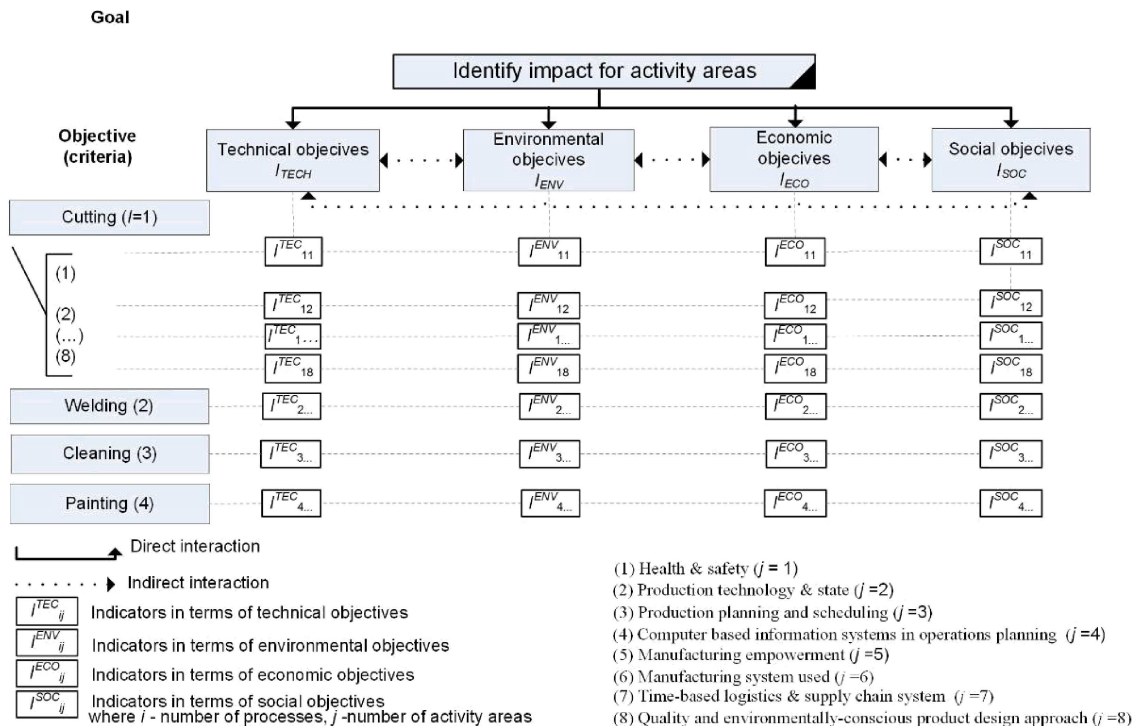 Goal
Identify impact for activity areas
Objective
(criteria)
Technical objecives
I_TECH
Environmental
objecives
I_ENV
Economic
objecives
I_ECO
Social objecives
I_SOC
Cutting (I=1)
(1)
I^TEC_11
I^ENV_11
I^ECO_11
I^SOC_11
(2)
I^TEC_12
I^ENV_12
I^ECO_12
I^SOC_12
(...)
I^TEC_1...
I^ENV_1...
I^ECO_1...
I^SOC_1...
(8)
I^TEC_18
I^ENV_18
I^ECO_18
I^SOC_18
Welding (2)
I^TEC_2...
I^ENV_2...
I^ECO_2...
I^SOC_2...
Cleaning (3)
I^TEC_3...
I^ENV_3...
I^ECO_3...
I^SOC_3...
Painting (4)
I^TEC_4...
I^ENV_4...
I^ECO_4...
I^SOC_4...
Direct interaction
Indirect interaction
I^TEC_ij Indicators in terms of technical objectives
I^ENV_ij Indicators in terms of environmental objectives
I^ECO_ij Indicators in terms of economic objectives
I^SOC_ij Indicators in terms of social objectives
where i - number of processes, j -number of activity areas
(1) Health & safety (j = 1)
(2) Production technology & state (j =2)
(3) Production planning and scheduling (j =3)
(4) Computer based information systems in operations planning (j =4)
(5) Manufacturing empowerment (j =5)
(6) Manufacturing system used (j =6)
(7) Time-based logistics & supply chain system (j =7)
(8) Quality and environmentally-conscious product design approach (j =8)